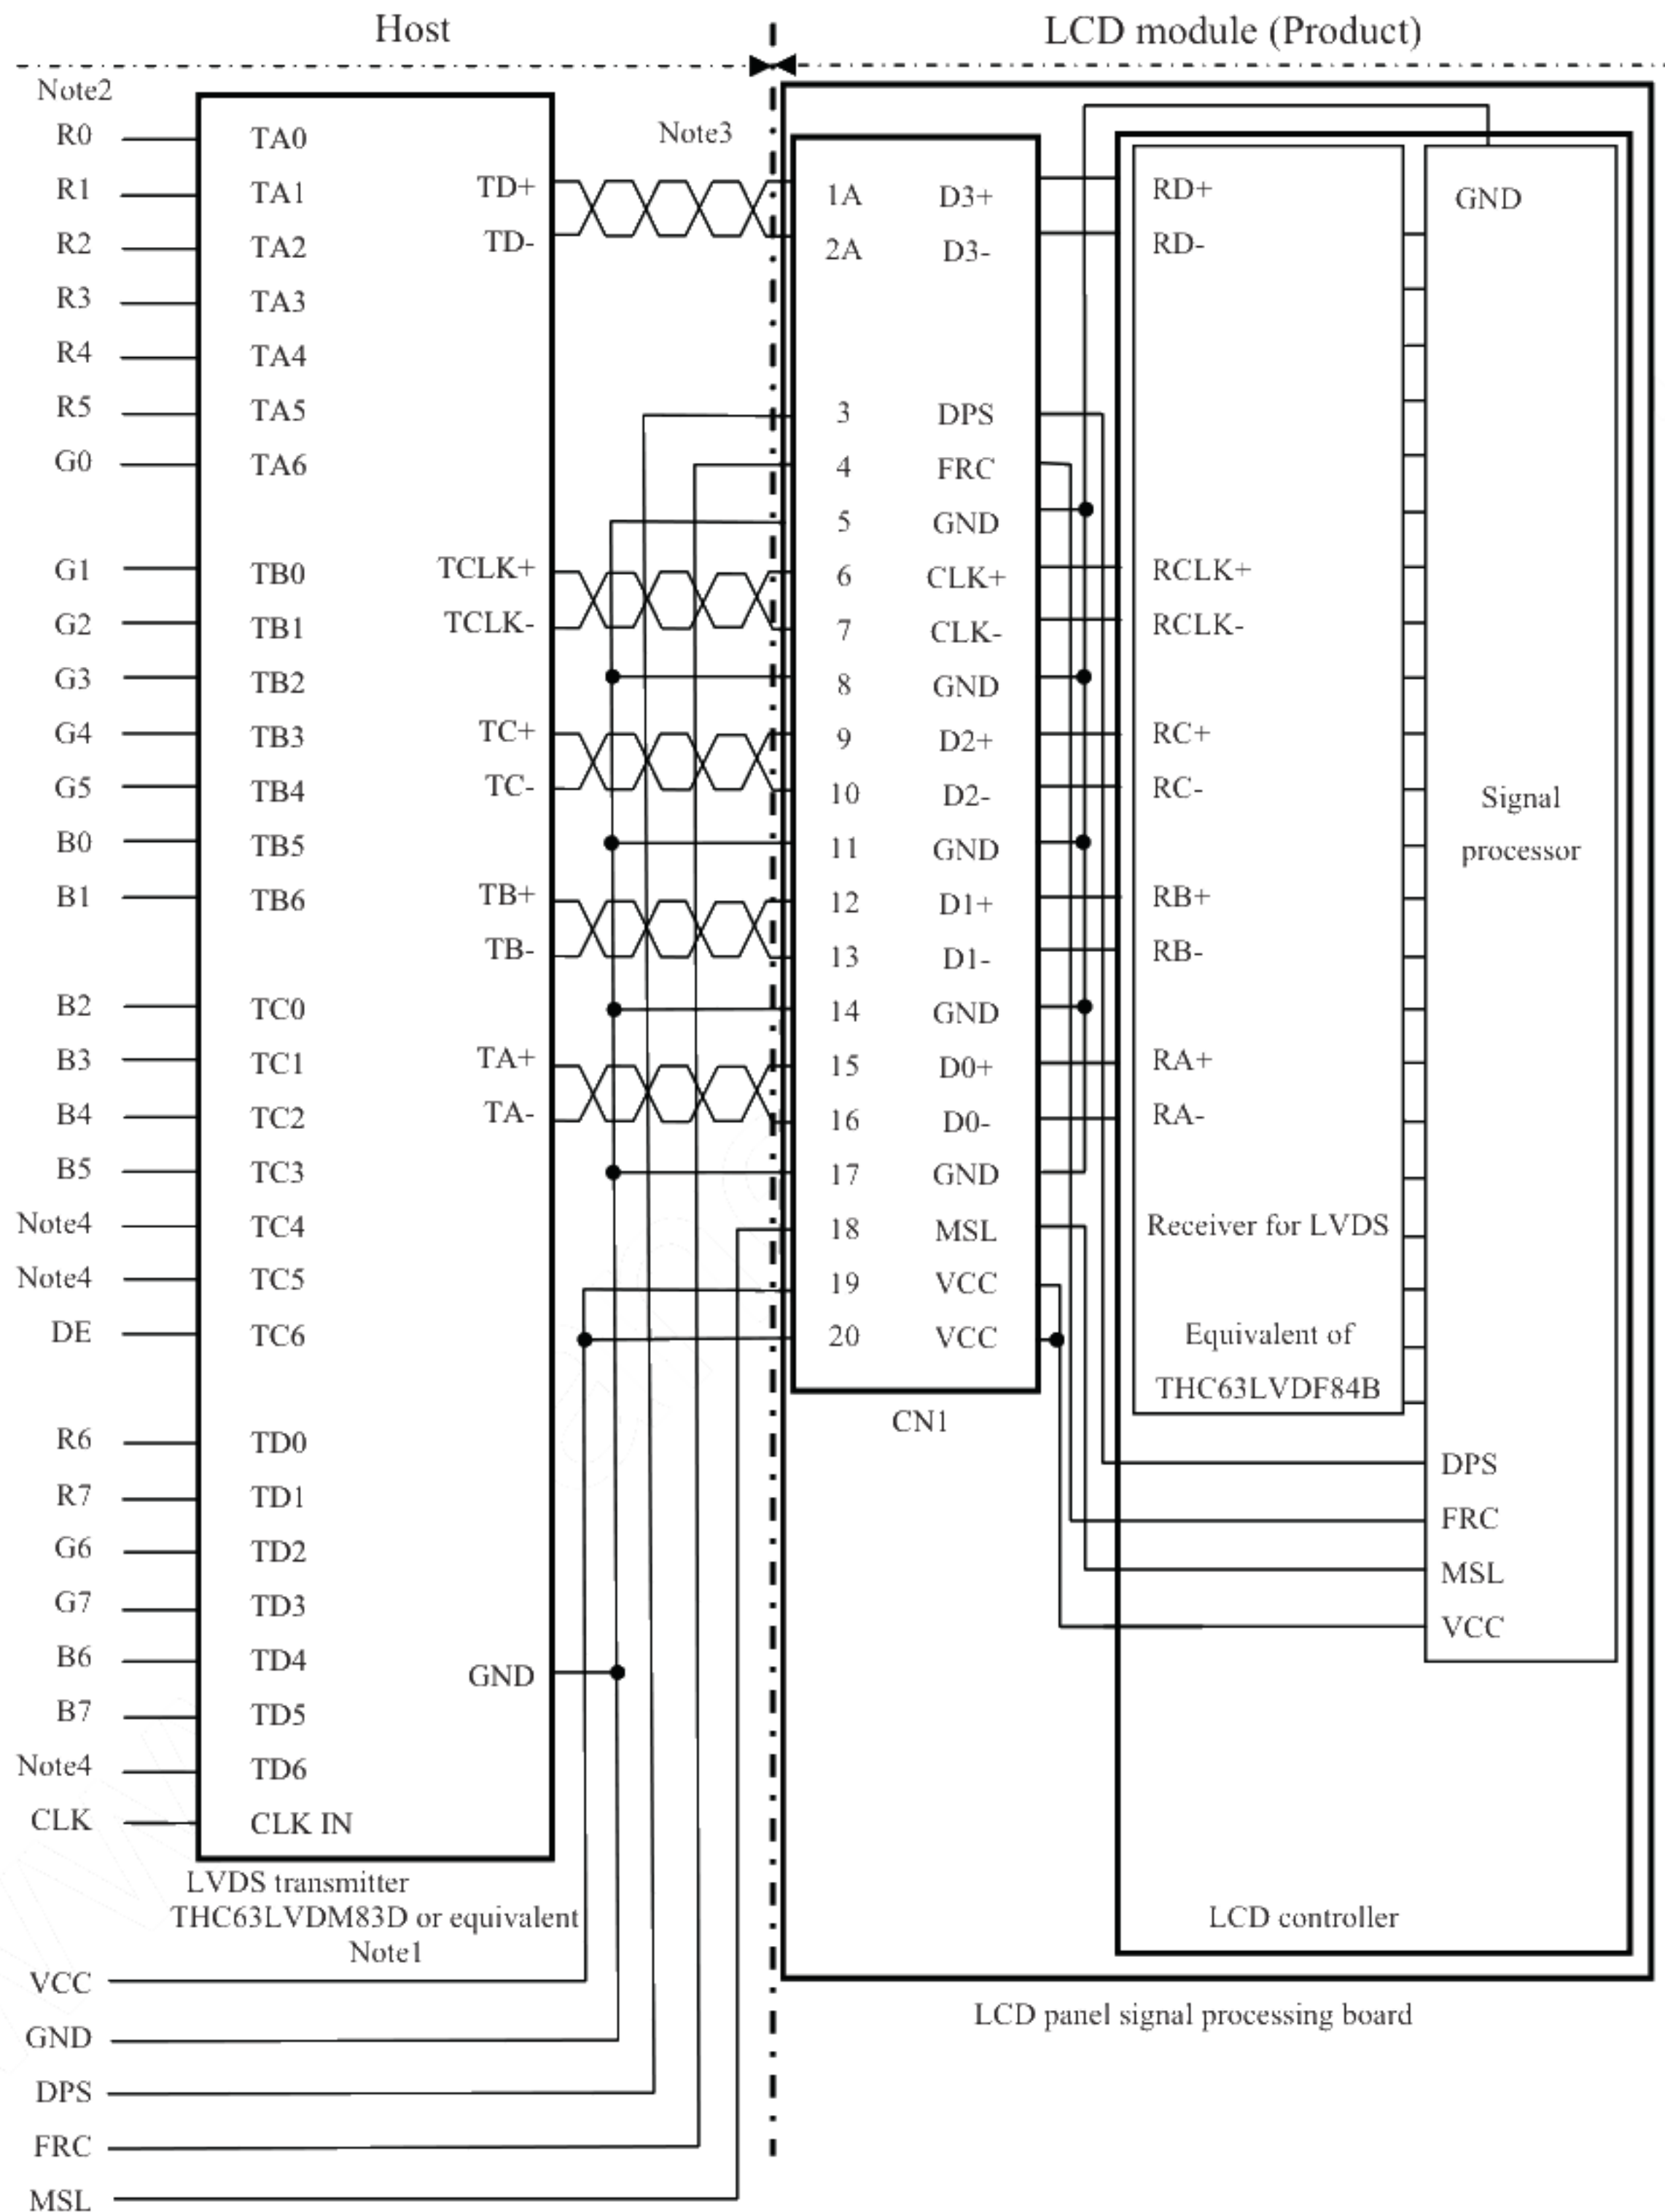 Host
LCD module (Product)
Note2
Note3
R0 TA0
R1 TA1
R2 TA2
R3 TA3
R4 TA4
R5 TA5
G0 TA6
G1 TB0
G2 TB1
G3 TB2
G4 TB3
G5 TB4
B0 TB5
B1 TB6
B2 TC0
B3 TC1
B4 TC2
B5 TC3
Note4 TC4
Note4 TC5
DE TC6
R6 TD0
R7 TD1
G6 TD2
G7 TD3
B6 TD4
B7 TD5
Note4 TD6
CLK CLK IN
TD+
TD-
TCLK+
TCLK-
TC+
TC-
TB+
TB-
TA+
TA-
GND
LVDS transmitter
THC63LVDM83D or equivalent
Note1
VCC
GND
DPS
FRC
MSL
1A D3+
2A D3-
3 DPS
4 FRC
5 GND
6 CLK+
7 CLK-
8 GND
9 D2+
10 D2-
11 GND
12 D1+
13 D1-
14 GND
15 D0+
16 D0-
17 GND
18 MSL
19 VCC
20 VCC
CN1
RD+
RD-
RCLK+
RCLK-
RC+
RC-
RB+
RB-
RA+
RA-
Receiver for LVDS
Equivalent of
THC63LVDF84B
GND
Signal
processor
DPS
FRC
MSL
VCC
LCD controller
LCD panel signal processing board